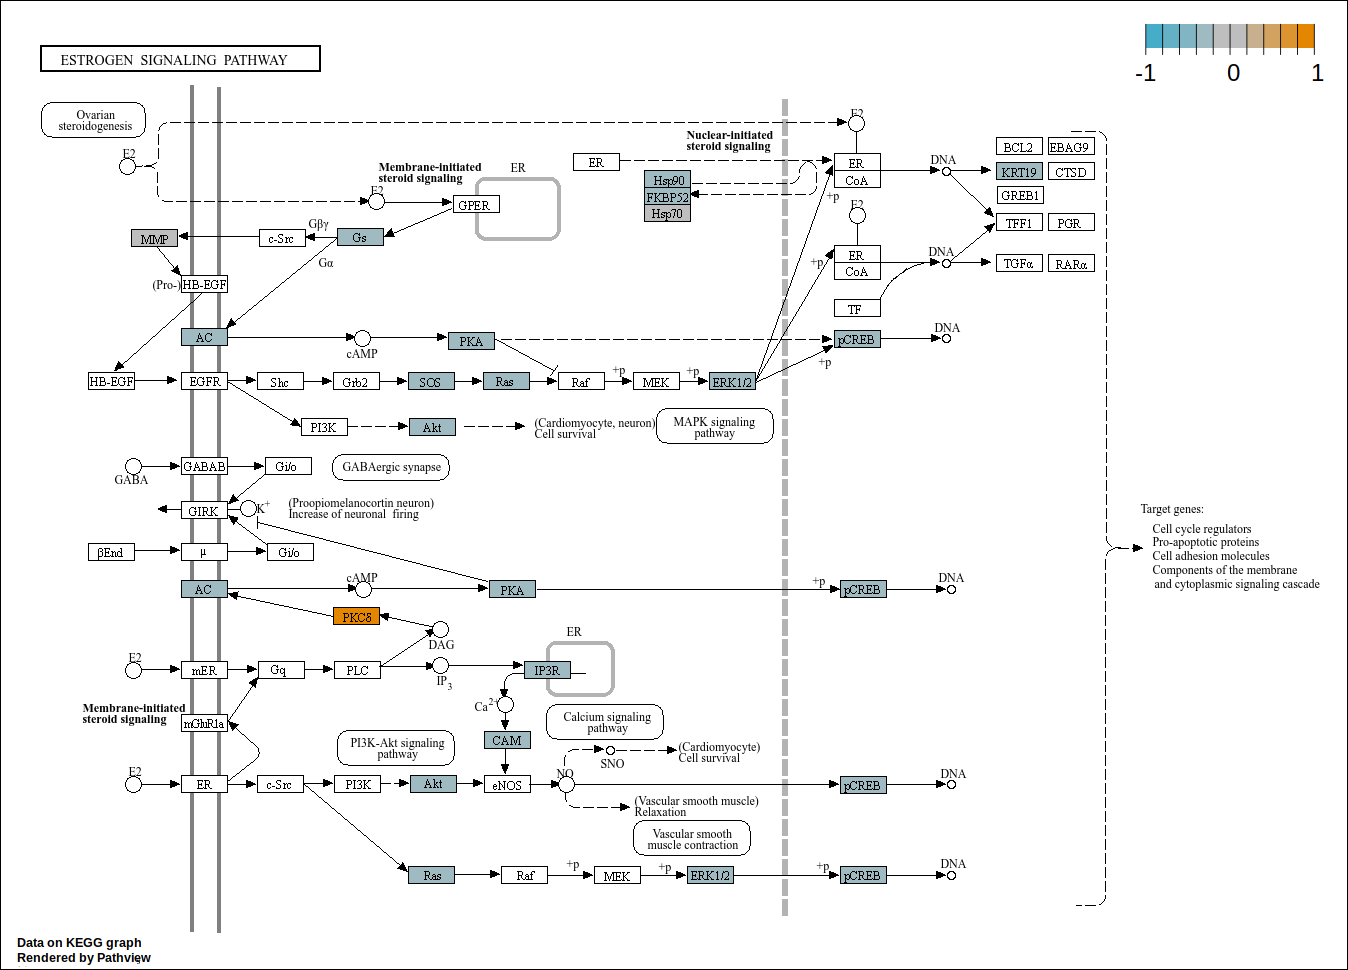 ESTROGEN SIGNALING PATHWAY
-1 0 1
Ovarian
steroidogenesis
E2
E2
Nuclear-initiated
steroid signaling
Membrane-initiated
steroid signaling
ER
ER
E2
GPER
Hsp90
FKBP52
Hsp70
ER
CoA
+p
E2
DNA
BCL2
EBAG9
KRT19
CTSD
GREB1
TFF1
PGR
MMP
c-Src
Gβγ
Gs
Gα
+p
ER
CoA
DNA
TGFα
RARα
(Pro-)
HB-EGF
TF
AC
cAMP
PKA
pCREB
DNA
+p
HB-EGF
EGFR
Shc
Grb2
SOS
Ras
Raf
+p
MEK
+p
ERK1/2
PI3K
Akt
(Cardiomyocyte, neuron)
Cell survival
MAPK signaling
pathway
GABA
GABAB
Gi/o
GABAergic synapse
GIRK
K+
(Proopiomelanocortin neuron)
Increase of neuronal firing
βEnd
μ
Gi/o
Target genes:
Cell cycle regulators
Pro-apoptotic proteins
Cell adhesion molecules
Components of the membrane
and cytoplasmic signaling cascade
AC
cAMP
PKA
+p
pCREB
DNA
PKCδ
DAG
E2
mER
Gq
PLC
IP3
IP3R
ER
Ca2+
Membrane-initiated
steroid signaling
mGluR1a
PI3K-Akt signaling
pathway
CAM
Calcium signaling
pathway
(Cardiomyocyte)
Cell survival
SNO
E2
ER
c-Src
PI3K
Akt
eNOS
NO
pCREB
DNA
(Vascular smooth muscle)
Relaxation
Vascular smooth
muscle contraction
Ras
Raf
+p
MEK
+p
ERK1/2
+p
pCREB
DNA
Data on KEGG graph
Rendered by Pathview